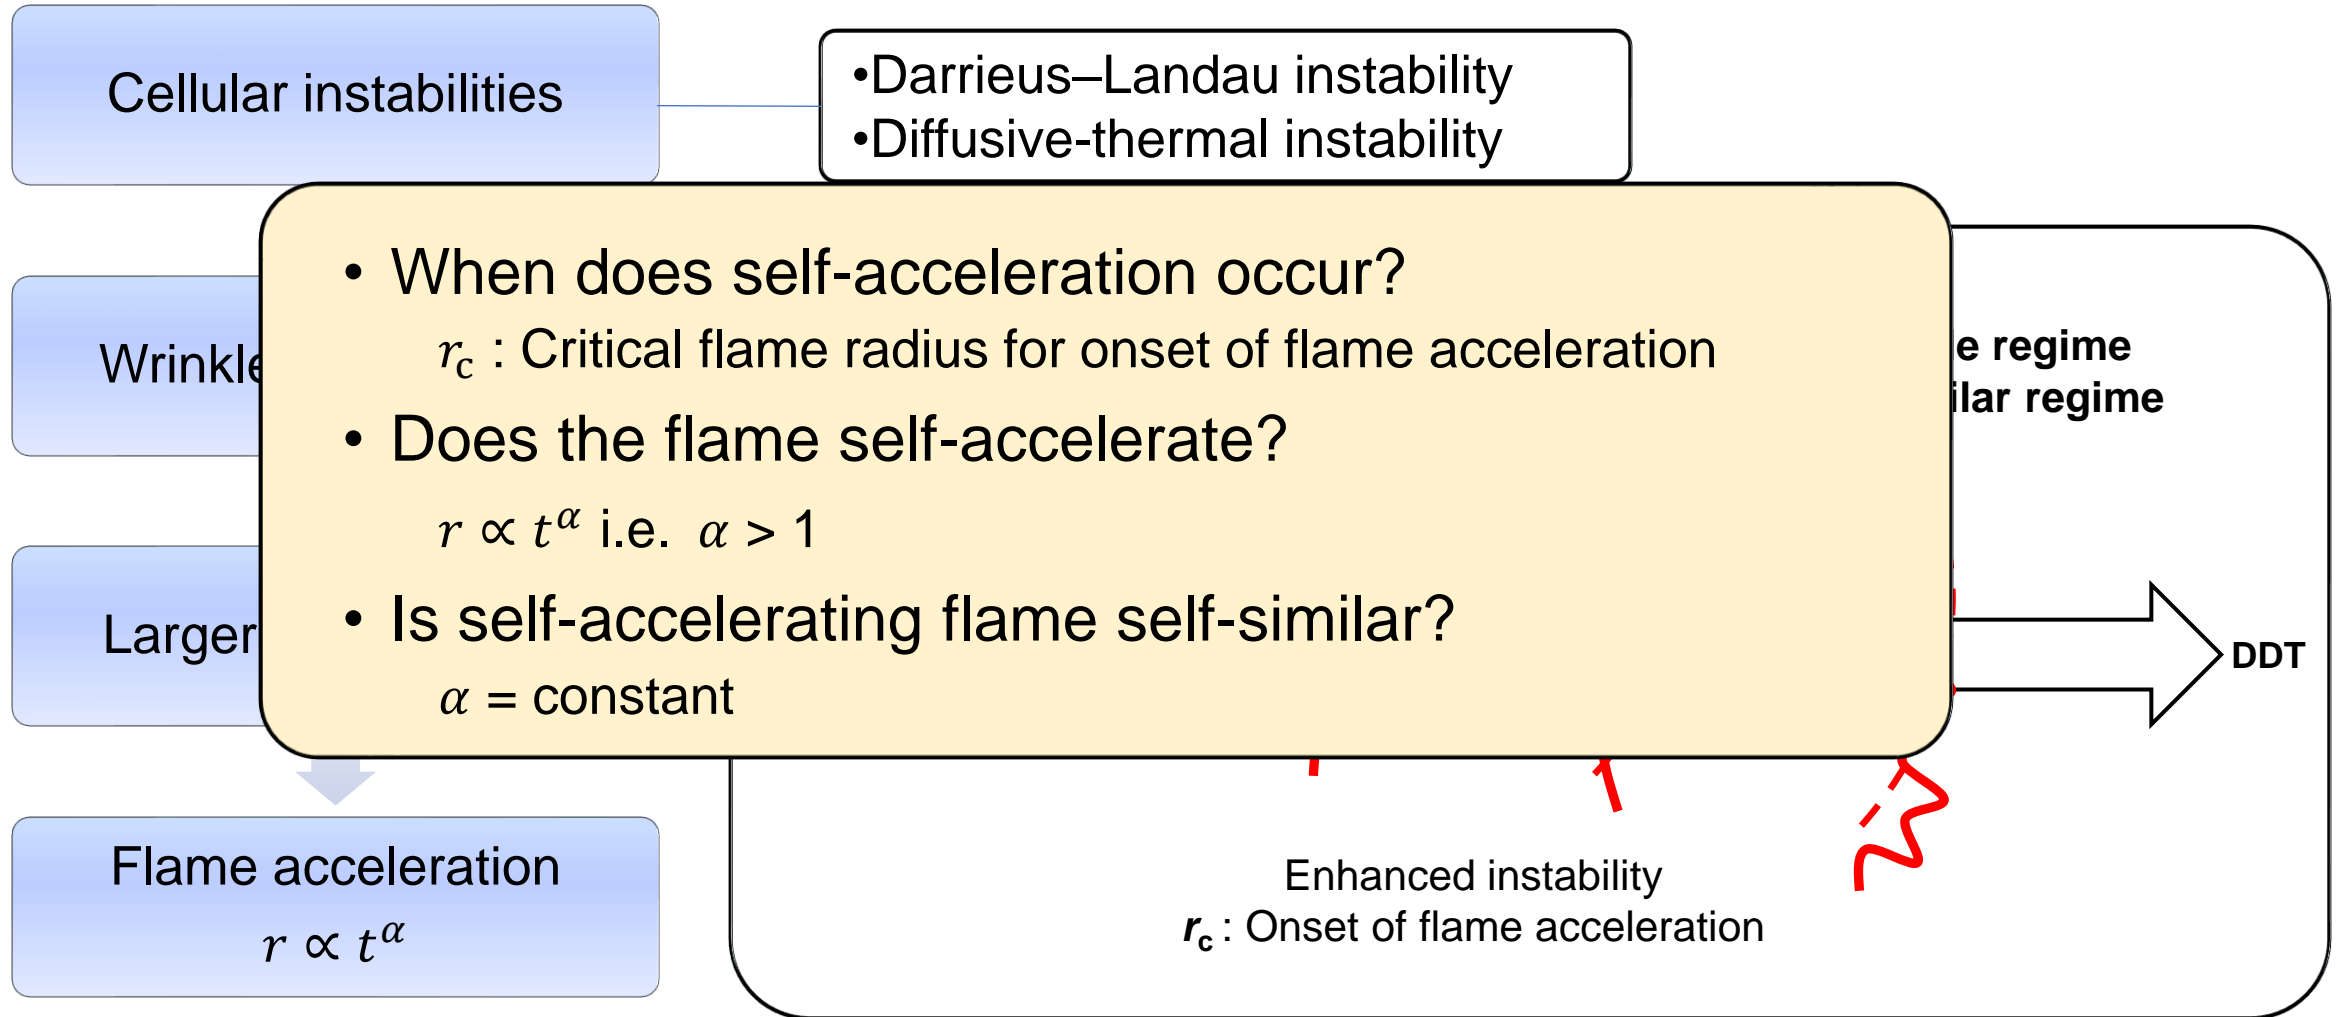 Cellular instabilities
•Darrieus–Landau instability
•Diffusive-thermal instability
• When does self-acceleration occur?
r_c : Critical flame radius for onset of flame acceleration
• Does the flame self-accelerate?
r ∝ t^α i.e. α > 1
• Is self-accelerating flame self-similar?
α = constant
Wrinkle
Larger
Flame acceleration
r ∝ t^α
e regime
ilar regime
DDT
Enhanced instability
r_c : Onset of flame acceleration